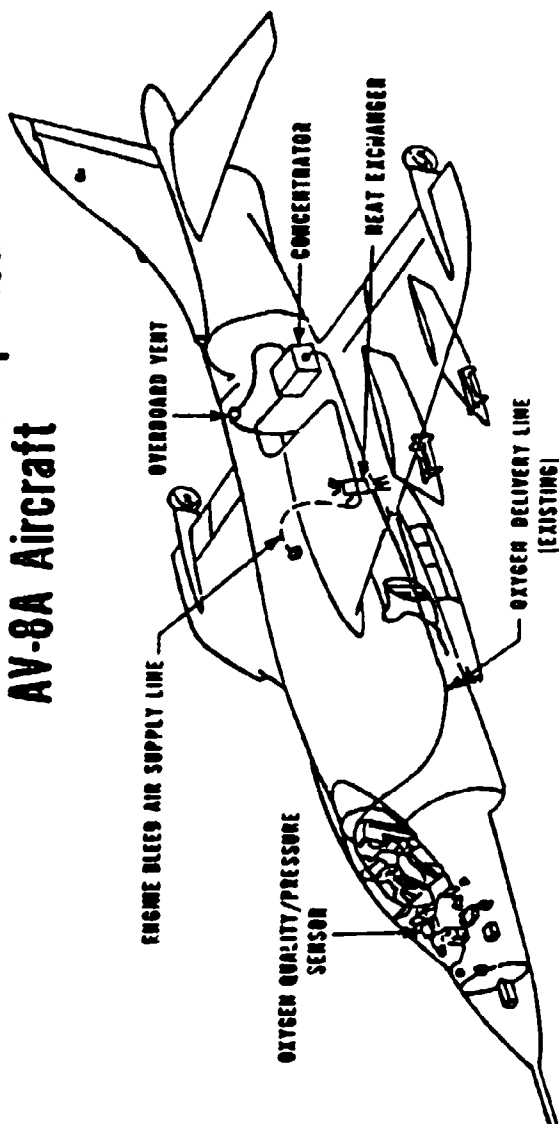 AV-8A Aircraft
OVERBOARD VENT
CONCENTRATOR
HEAT EXCHANGER
ENGINE BLEED AIR SUPPLY LINE
OXYGEN QUALITY/PRESSURE
SENSOR
OXYGEN DELIVERY LINE
[EXISTING]